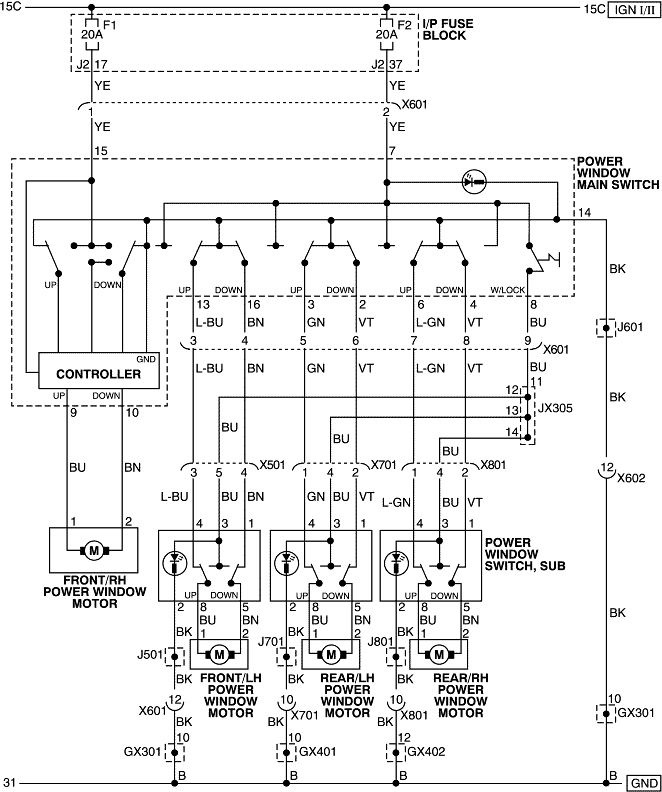 15C F1 F2 I/P FUSE 15C IGN I/II
20A 20A BLOCK
J2 17 J2 37
YE YE
X601
1 2
YE YE
15 7
POWER
WINDOW
MAIN SWITCH
14
BK
UP DOWN UP DOWN UP DOWN UP DOWN W/LOCK
13 16 3 2 6 4 8
L-BU BN GN VT L-GN VT BU J601
3 4 5 6 7 8 9
X601
GND
CONTROLLER
L-BU BN GN VT L-GN VT BU
11
UP DOWN
12 BK
9 10
13 JX305
BU BU 14
BU
X501 X701 X801
BU BN 3 5 4 1 4 2 1 4 2 12
X602
L-BU BU BN GN BU VT L-GN BU VT
1 2 4 3 1 4 3 1 4 3 1
M
POWER
WINDOW
SWITCH, SUB
FRONT/RH
POWER WINDOW
MOTOR
UP DOWN UP DOWN UP DOWN
2 8 5 2 8 5 2 8 5
BK BU BN BK BU BN BK BU BN BK
1 2 1 2 1 2
J501 M J701 M J801 M
BK FRONT/LH BK REAR/LH BK REAR/RH
POWER POWER POWER
WINDOW WINDOW WINDOW
MOTOR MOTOR MOTOR
12 10 10 10
X601 X701 X801 GX301
BK BK BK
10 10 12
GX301 GX401 GX402
B B B B
31 GND